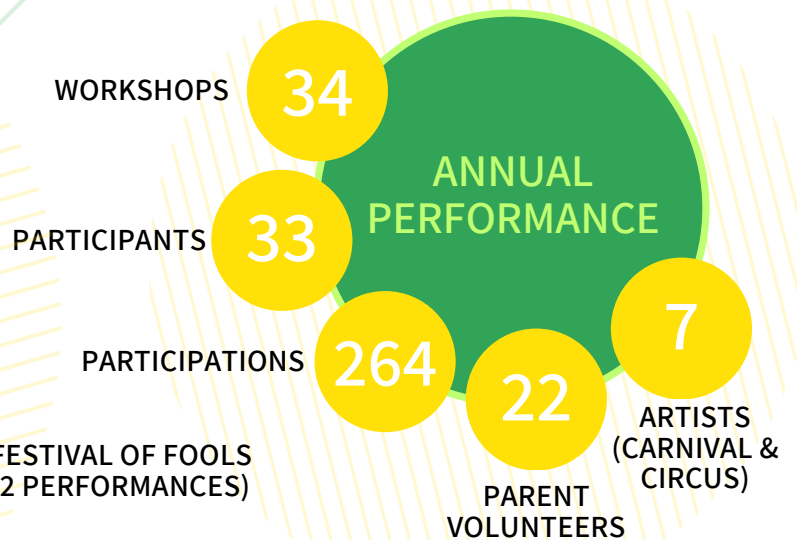 WORKSHOPS
34
ANNUAL
PERFORMANCE
PARTICIPANTS
33
PARTICIPATIONS
264
22
7
FESTIVAL OF FOOLS
2 PERFORMANCES)
PARENT
VOLUNTEERS
ARTISTS
(CARNIVAL &
CIRCUS)